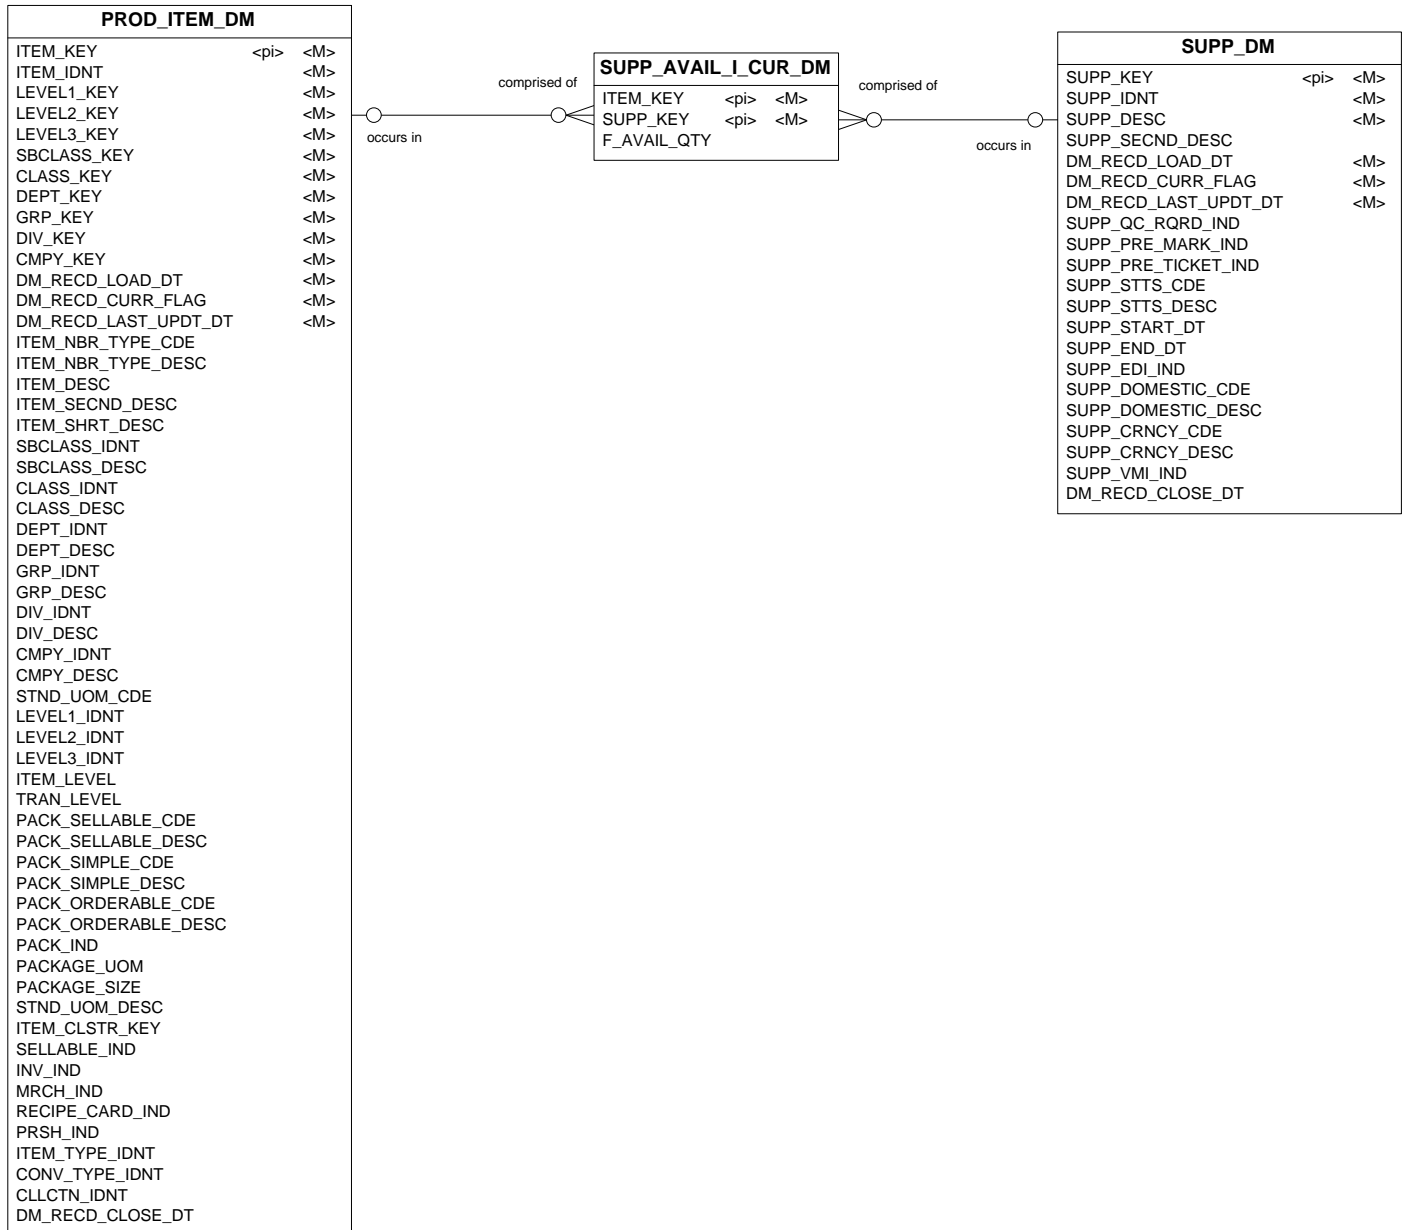 PROD_ITEM_DM
ITEM_KEY <pi> <M>
ITEM_IDNT <M>
LEVEL1_KEY <M>
LEVEL2_KEY <M>
LEVEL3_KEY <M>
SBCLASS_KEY <M>
CLASS_KEY <M>
DEPT_KEY <M>
GRP_KEY <M>
DIV_KEY <M>
CMPY_KEY <M>
DM_RECD_LOAD_DT <M>
DM_RECD_CURR_FLAG <M>
DM_RECD_LAST_UPDT_DT <M>
ITEM_NBR_TYPE_CDE
ITEM_NBR_TYPE_DESC
ITEM_DESC
ITEM_SECND_DESC
ITEM_SHRT_DESC
SBCLASS_IDNT
SBCLASS_DESC
CLASS_IDNT
CLASS_DESC
DEPT_IDNT
DEPT_DESC
GRP_IDNT
GRP_DESC
DIV_IDNT
DIV_DESC
CMPY_IDNT
CMPY_DESC
STND_UOM_CDE
LEVEL1_IDNT
LEVEL2_IDNT
LEVEL3_IDNT
ITEM_LEVEL
TRAN_LEVEL
PACK_SELLABLE_CDE
PACK_SELLABLE_DESC
PACK_SIMPLE_CDE
PACK_SIMPLE_DESC
PACK_ORDERABLE_CDE
PACK_ORDERABLE_DESC
PACK_IND
PACKAGE_UOM
PACKAGE_SIZE
STND_UOM_DESC
ITEM_CLSTR_KEY
SELLABLE_IND
INV_IND
MRCH_IND
RECIPE_CARD_IND
PRSH_IND
ITEM_TYPE_IDNT
CONV_TYPE_IDNT
CLLCTN_IDNT
DM_RECD_CLOSE_DT
comprised of
occurs in
SUPP_AVAIL_I_CUR_DM
ITEM_KEY <pi> <M>
SUPP_KEY <pi> <M>
F_AVAIL_QTY
comprised of
occurs in
SUPP_DM
SUPP_KEY <pi> <M>
SUPP_IDNT <M>
SUPP_DESC <M>
SUPP_SECND_DESC
DM_RECD_LOAD_DT <M>
DM_RECD_CURR_FLAG <M>
DM_RECD_LAST_UPDT_DT <M>
SUPP_QC_RQRD_IND
SUPP_PRE_MARK_IND
SUPP_PRE_TICKET_IND
SUPP_STTS_CDE
SUPP_STTS_DESC
SUPP_START_DT
SUPP_END_DT
SUPP_EDI_IND
SUPP_DOMESTIC_CDE
SUPP_DOMESTIC_DESC
SUPP_CRNCY_CDE
SUPP_CRNCY_DESC
SUPP_VMI_IND
DM_RECD_CLOSE_DT